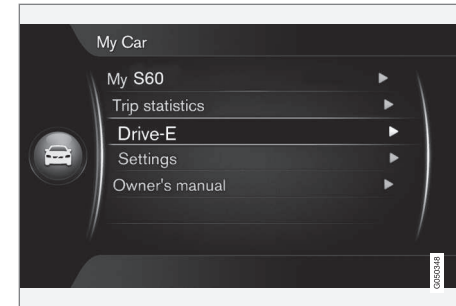 My Car
My S60
Trip statistics
Drive-E
Settings
Owner's manual
G050348